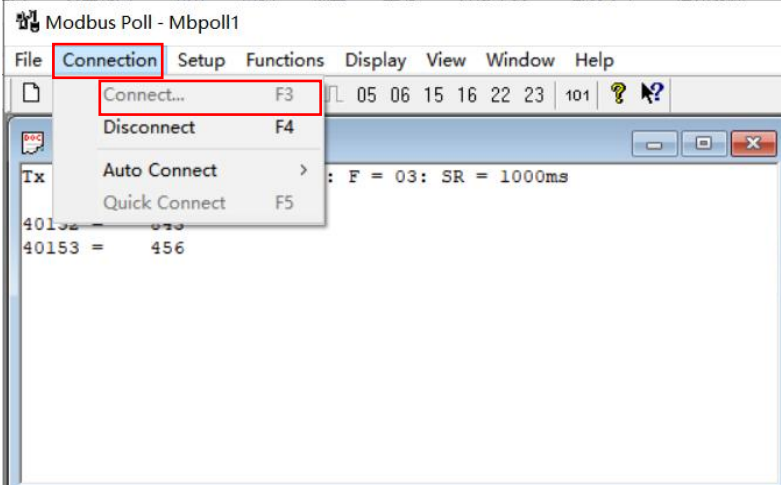 Modbus Poll - Mbpoll1
File Connection Setup Functions Display View Window Help
Connect... F3 05 06 15 16 22 23 101
Disconnect F4
Auto Connect >
Tx : F = 03: SR = 1000ms
Quick Connect F5
40153 = 456